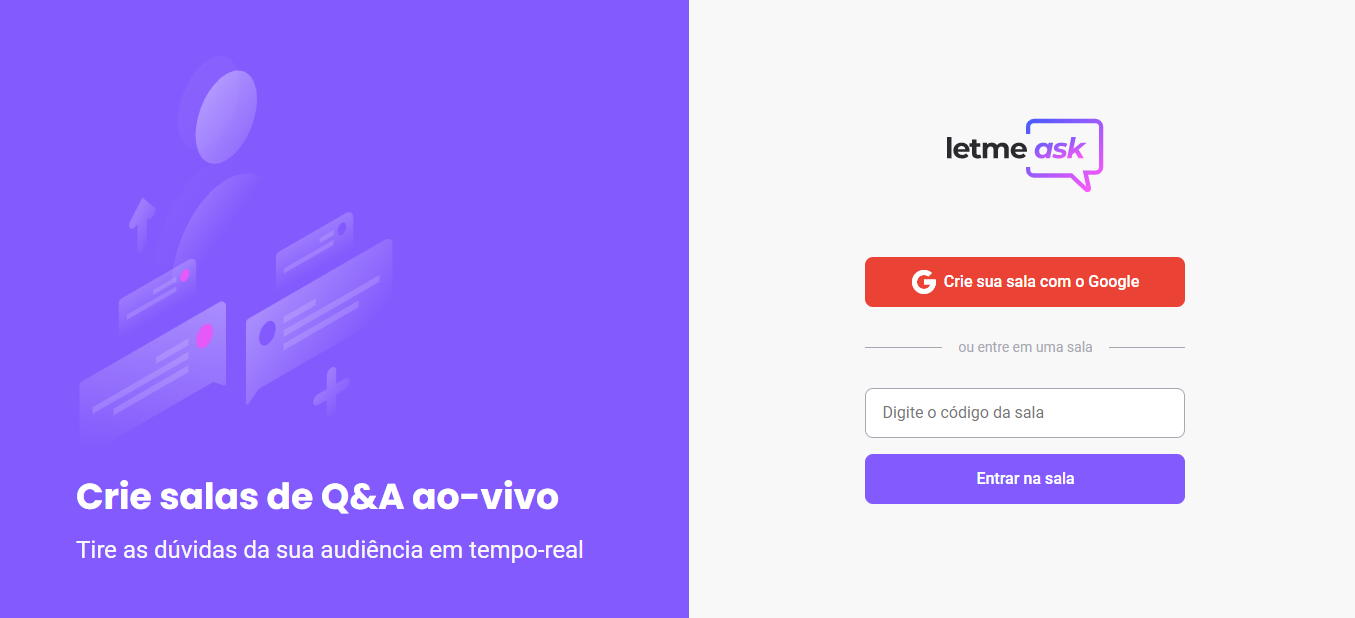 Crie salas de Q&A ao-vivo
Tire as dúvidas da sua audiência em tempo-real
letme ask
Crie sua sala com o Google
ou entre em uma sala
Digite o código da sala
Entrar na sala